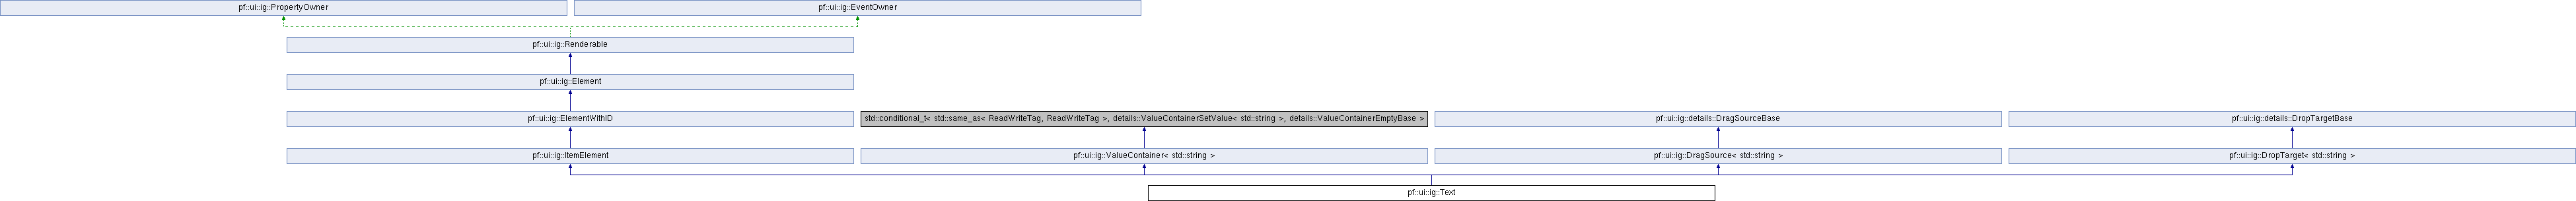 pf::ui::ig::PropertyOwner
pf::ui::ig::EventOwner
pf::ui::ig::Renderable
pf::ui::ig::Element
pf::ui::ig::ElementWithID
std::conditional_t< std::same_as< ReadWriteTag, ReadWriteTag >, details::ValueContainerSetValue< std::string >, details::ValueContainerEmptyBase >
pf::ui::ig::details::DragSourceBase
pf::ui::ig::details::DropTargetBase
pf::ui::ig::ItemElement
pf::ui::ig::ValueContainer< std::string >
pf::ui::ig::DragSource< std::string >
pf::ui::ig::DropTarget< std::string >
pf::ui::ig::Text